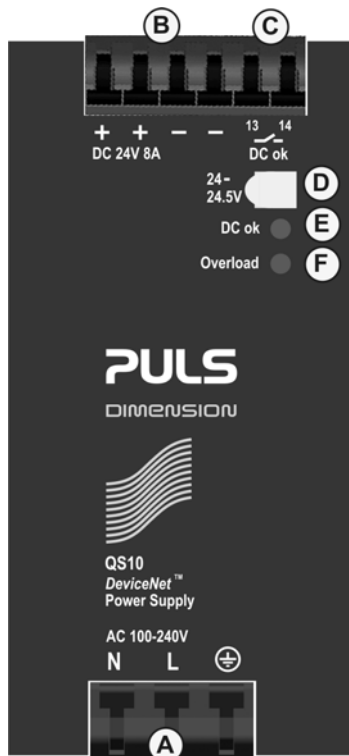 B C
+ + − − 13 14
DC 24V 8A DC ok
24-
24.5V
D
DC ok E
Overload F
PULS
DIMENSION
QS10
DeviceNet™
Power Supply
AC 100-240V
N L
A